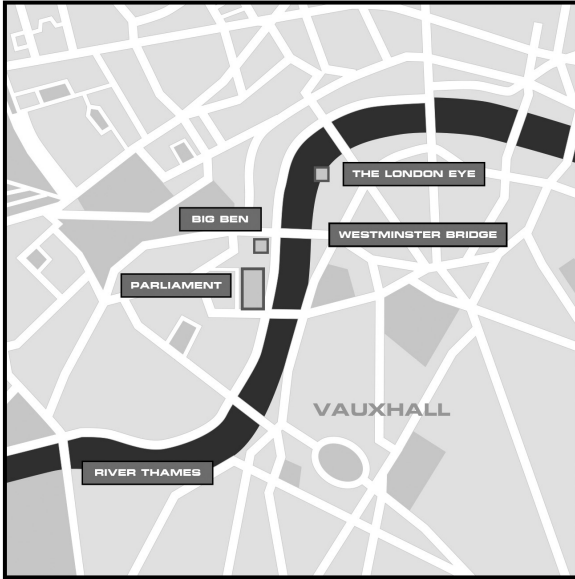 THE LONDON EYE
BIG BEN
WESTMINSTER BRIDGE
PARLIAMENT
VAUXHALL
RIVER THAMES